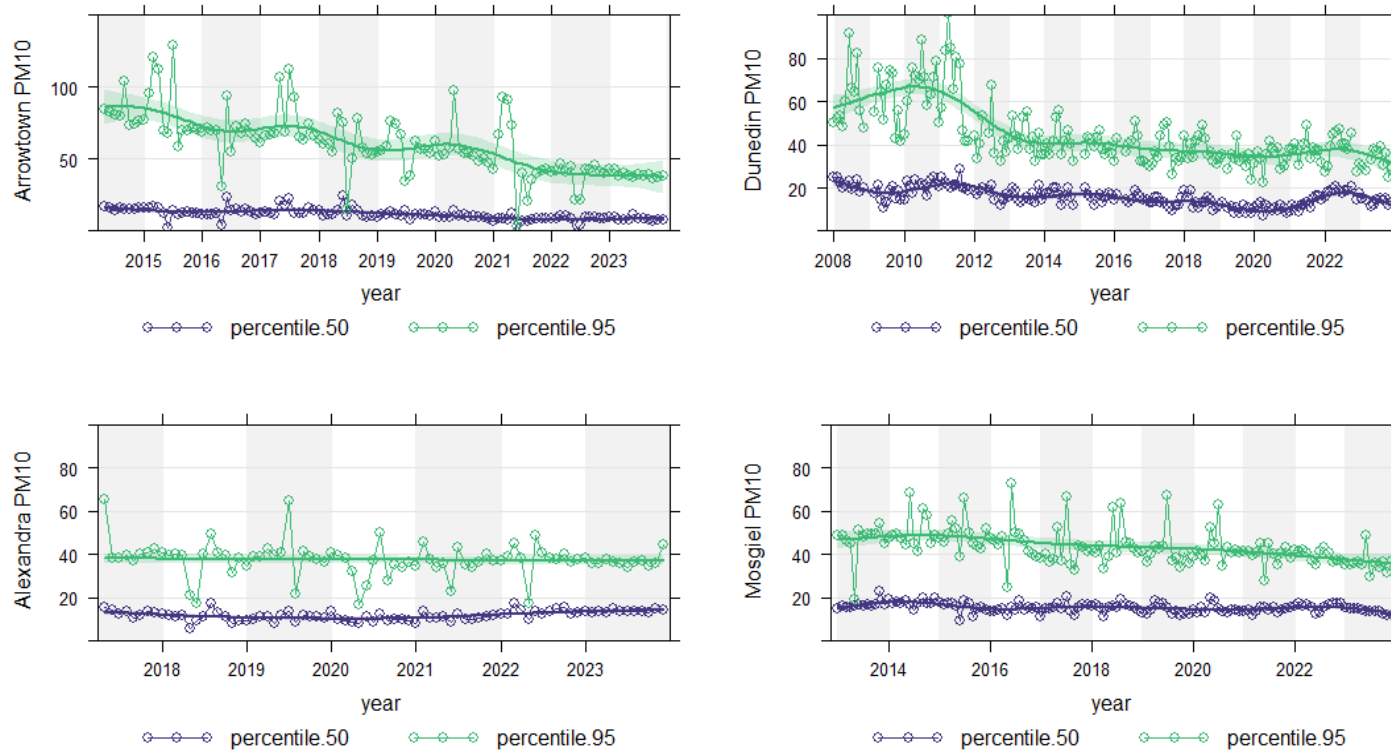 Arrowtown PM10
100
50
2015 2016 2017 2018 2019 2020 2021 2022 2023
year
percentile.50 percentile.95
Dunedin PM10
80
60
40
20
2008 2010 2012 2014 2016 2018 2020 2022
year
percentile.50 percentile.95
Alexandra PM10
80
60
40
20
2018 2019 2020 2021 2022 2023
year
percentile.50 percentile.95
Mosgiel PM10
80
60
40
20
2014 2016 2018 2020 2022
year
percentile.50 percentile.95